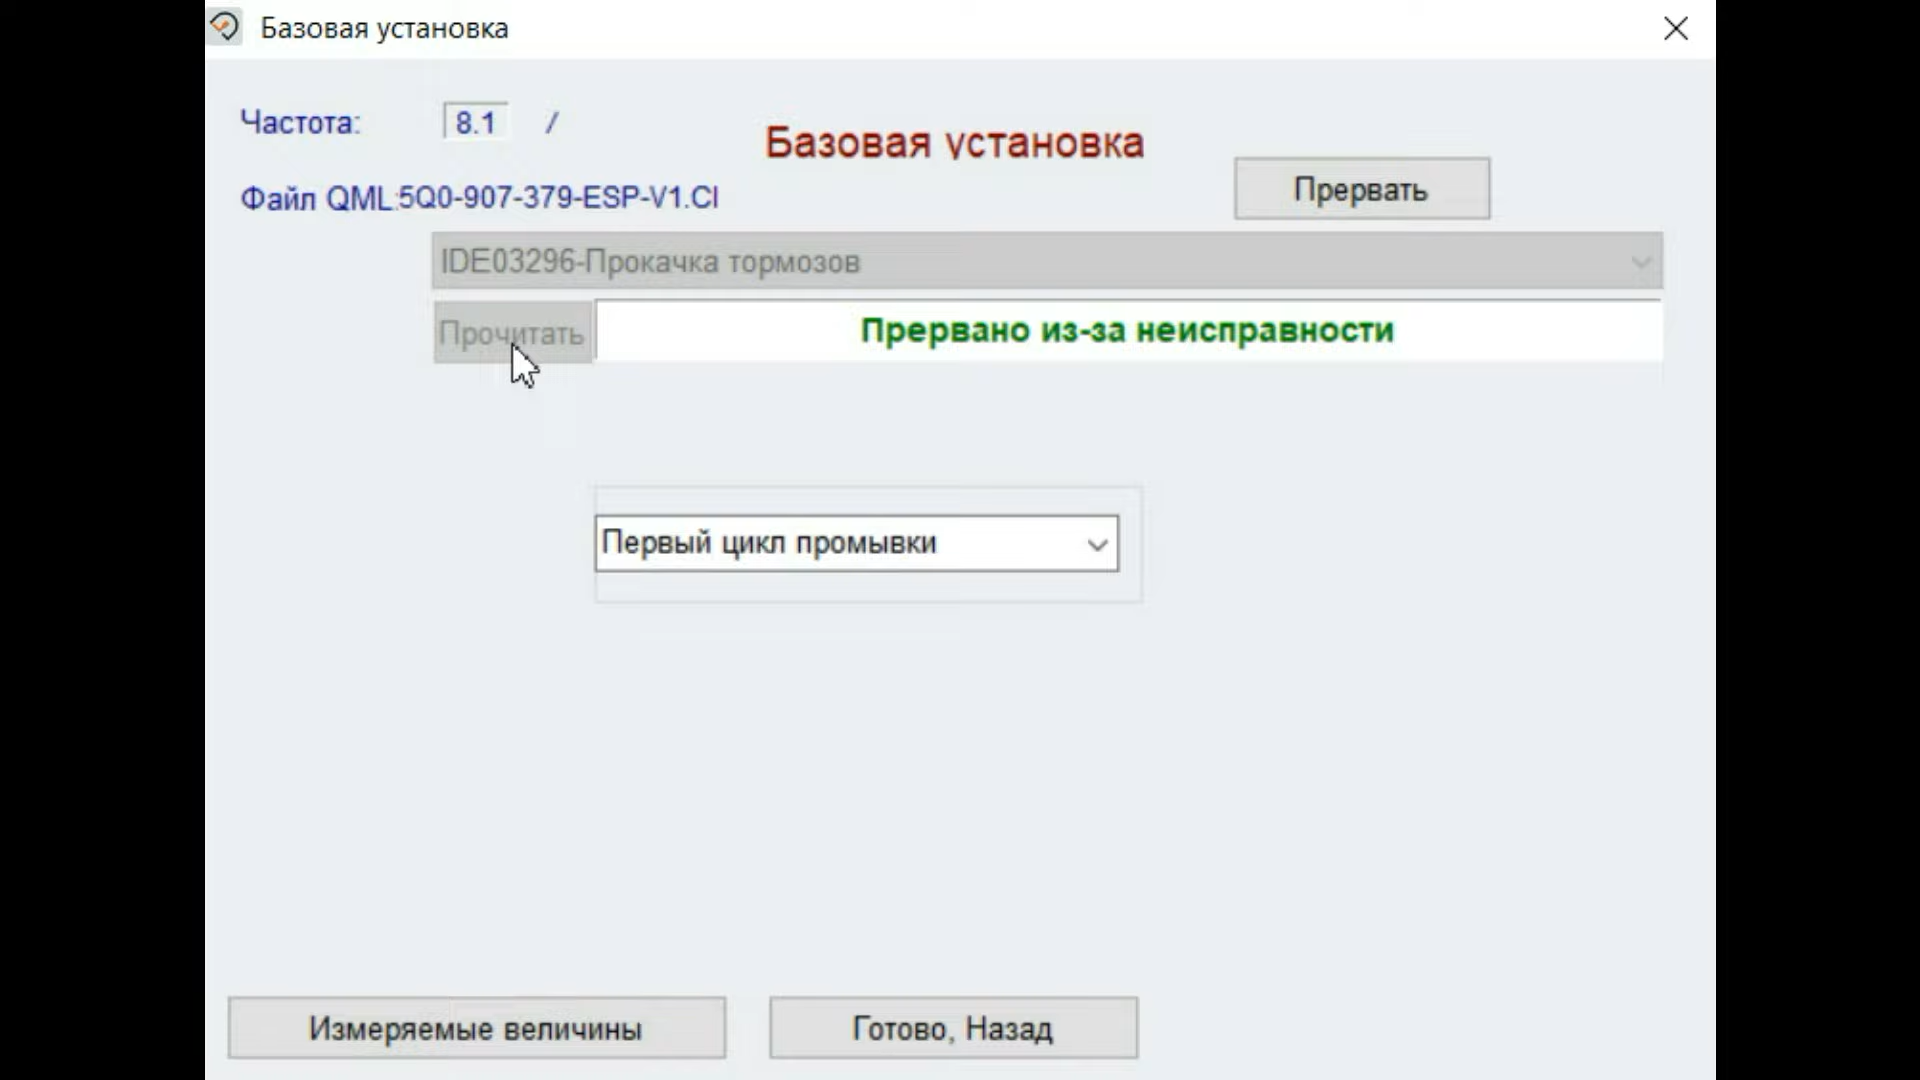 Базовая установка
Частота: 8.1 /
Базовая установка
Прервать
Файл QML:5Q0-907-379-ESP-V1.Cl
IDE03296-Прокачка тормозов
Прочитать
Прервано из-за неисправности
Первый цикл промывки
Измеряемые величины
Готово, Назад